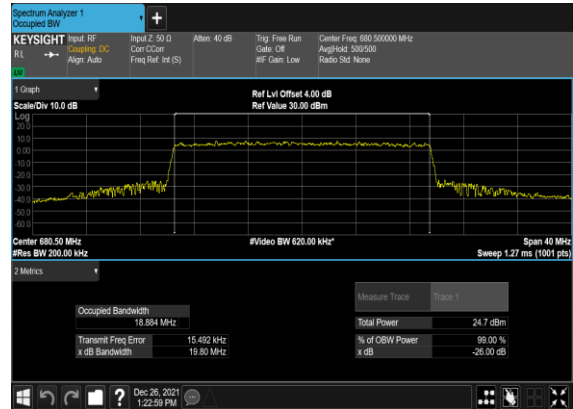 Spectrum Analyzer 1
Occupied BW
+
KEYSIGHT Input: RF Input Z: 50 Ω Atten: 40 dB Trig: Free Run Center Freq: 680.500000 MHz
RL Coupling: DC Corr CCorr Gate: Off Avg|Hold: 500/500
Align: Auto Freq Ref: Int (S) #IF Gain: Low Radio Std: None
LW
1 Graph
Ref Lvl Offset 4.00 dB
Scale/Div 10.0 dB Ref Value 30.00 dBm
Log
20.0
10.0
0.00
-10.0
-20.0
-30.0
-40.0
-50.0
-60.0
Center 680.50 MHz #Video BW 620.00 kHz* Span 40 MHz
#Res BW 200.00 kHz Sweep 1.27 ms (1001 pts)
2 Metrics
Measure Trace Trace 1
Occupied Bandwidth
18.884 MHz Total Power 24.7 dBm
Transmit Freq Error 15.492 kHz % of OBW Power 99.00 %
x dB Bandwidth 19.80 MHz x dB -26.00 dB
? Dec 26, 2021
1:22:59 PM